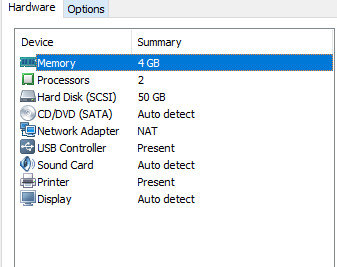 Hardware Options
Device Summary
Memory 4 GB
Processors 2
Hard Disk (SCSI) 50 GB
CD/DVD (SATA) Auto detect
Network Adapter NAT
USB Controller Present
Sound Card Auto detect
Printer Present
Display Auto detect